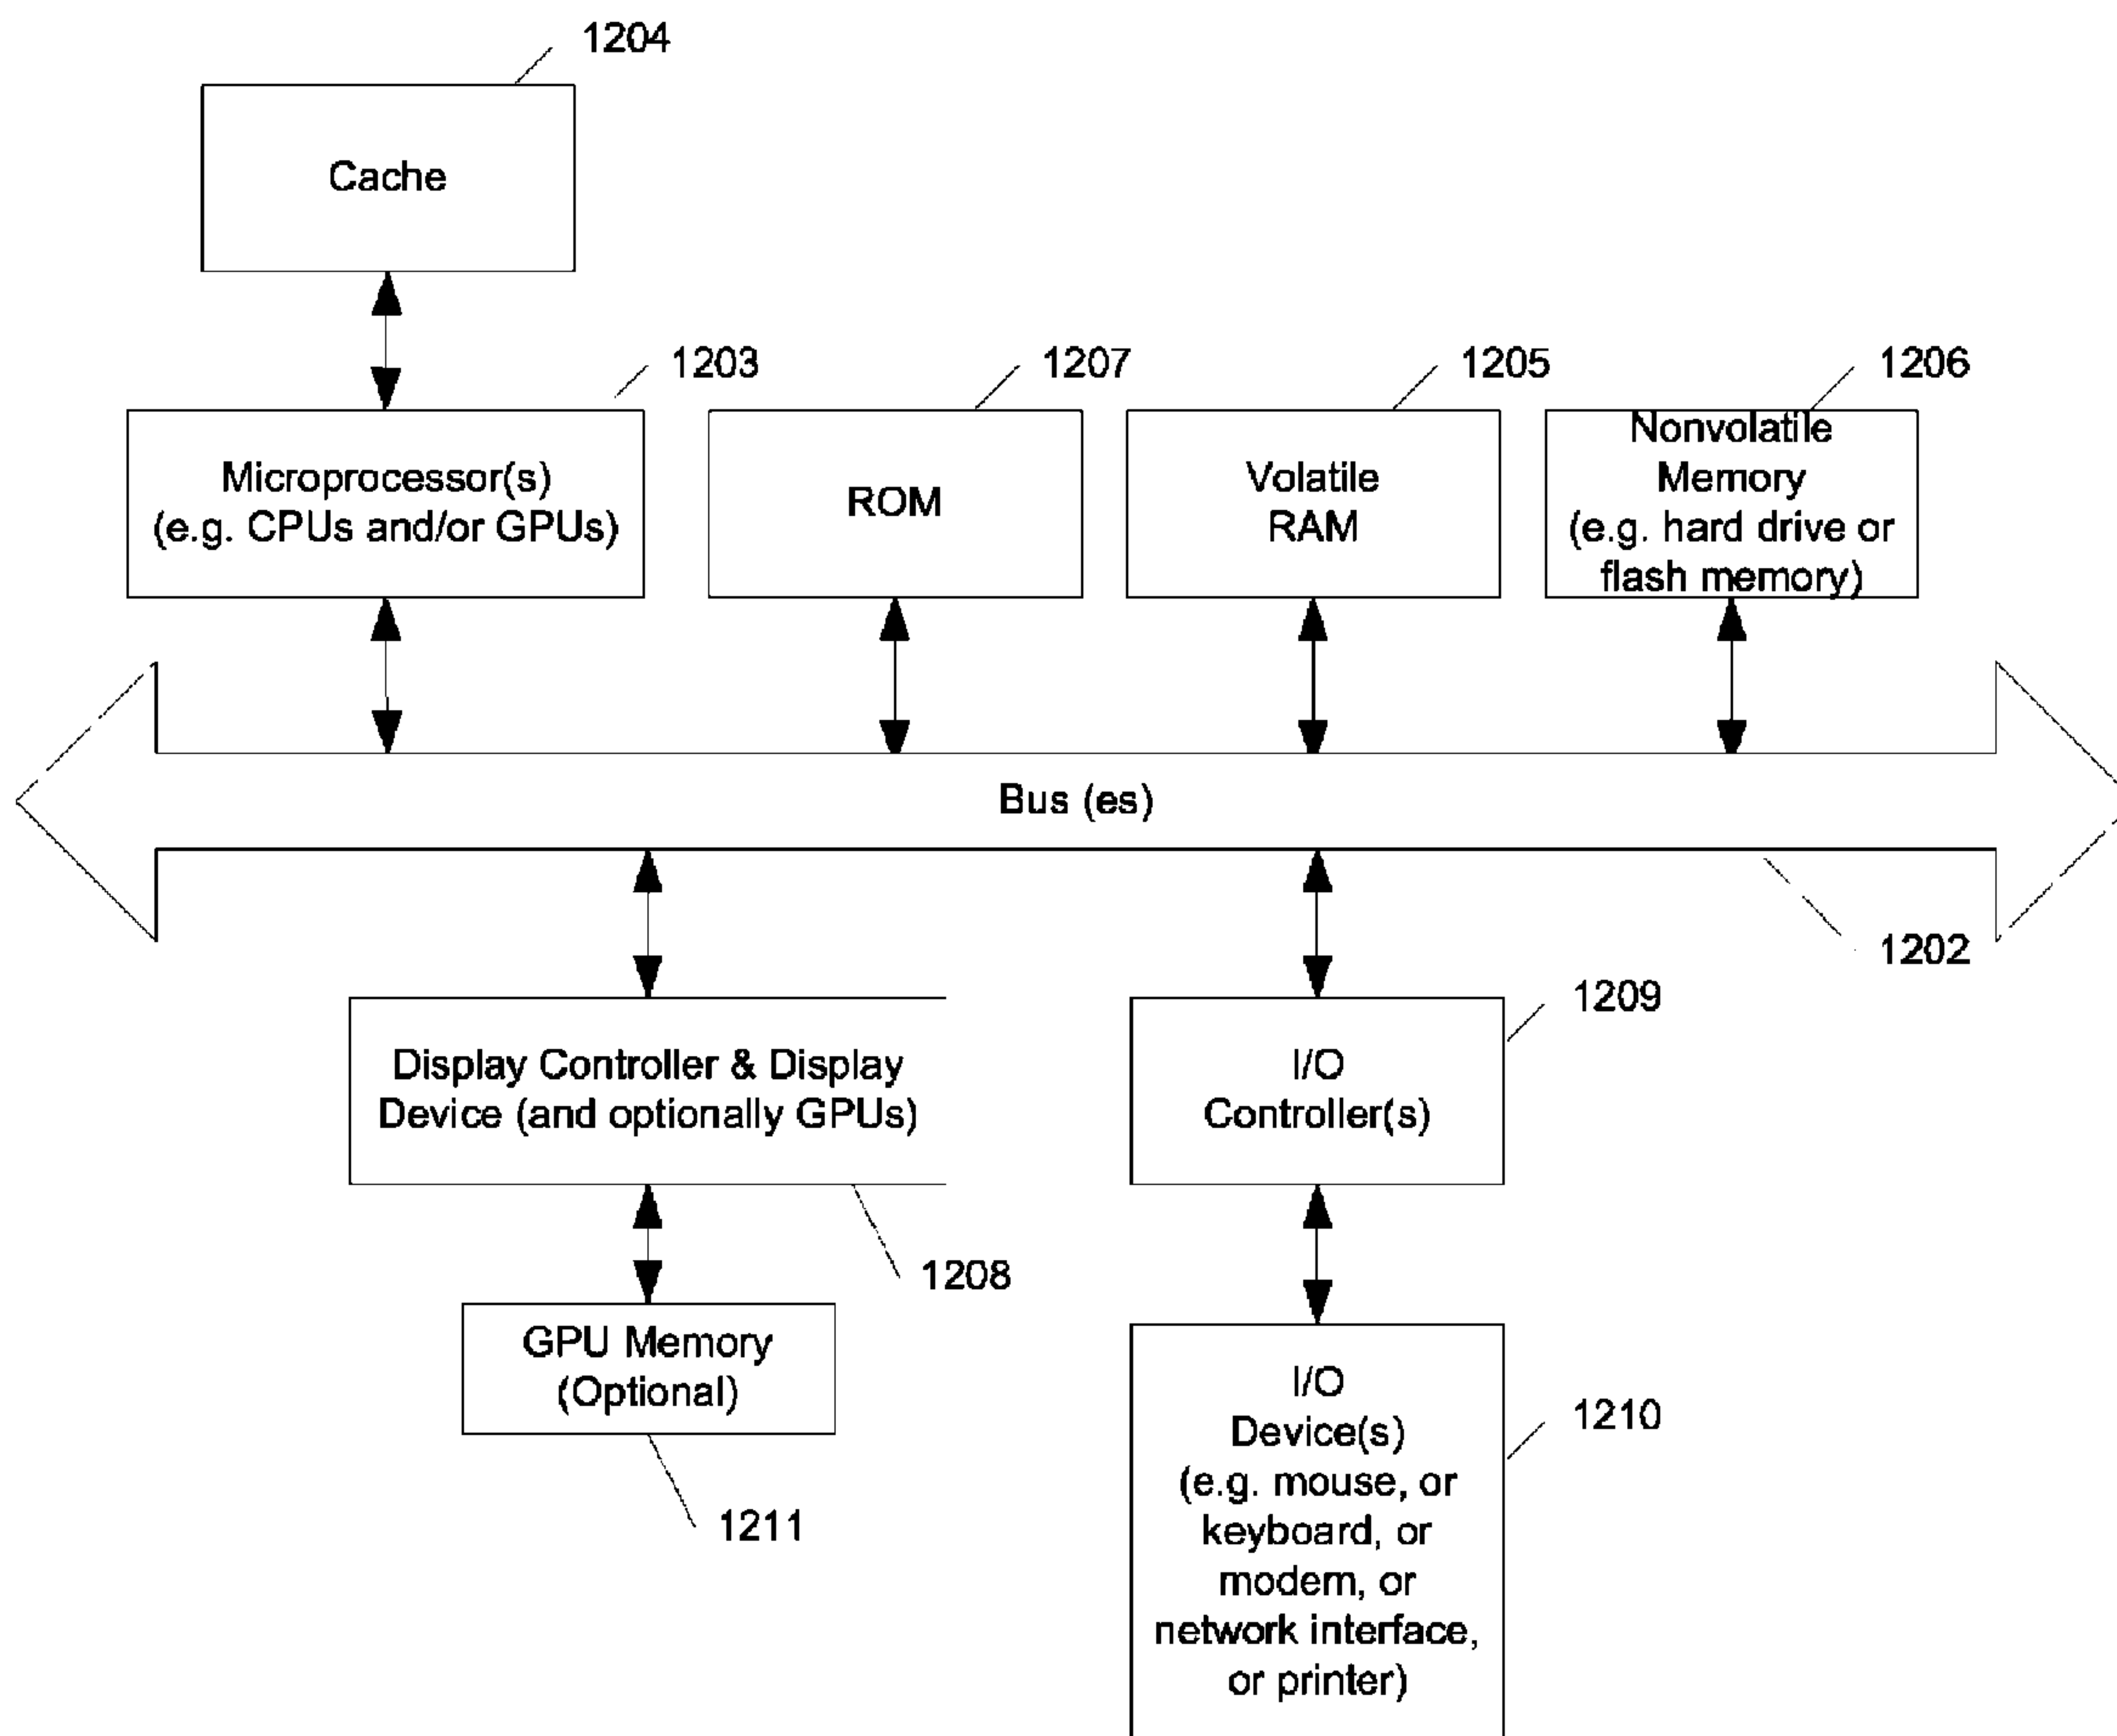 1204
Cache
1203
1207
1205
1206
Microprocessor(s)
(e.g. CPUs and/or GPUs)
ROM
Volatile
RAM
Nonvolatile
Memory
(e.g. hard drive or
flash memory)
Bus (es)
1202
Display Controller & Display
Device (and optionally GPUs)
1208
I/O
Controller(s)
1209
GPU Memory
(Optional)
1211
I/O
Device(s)
(e.g. mouse, or
keyboard, or
modem, or
network interface,
or printer)
1210